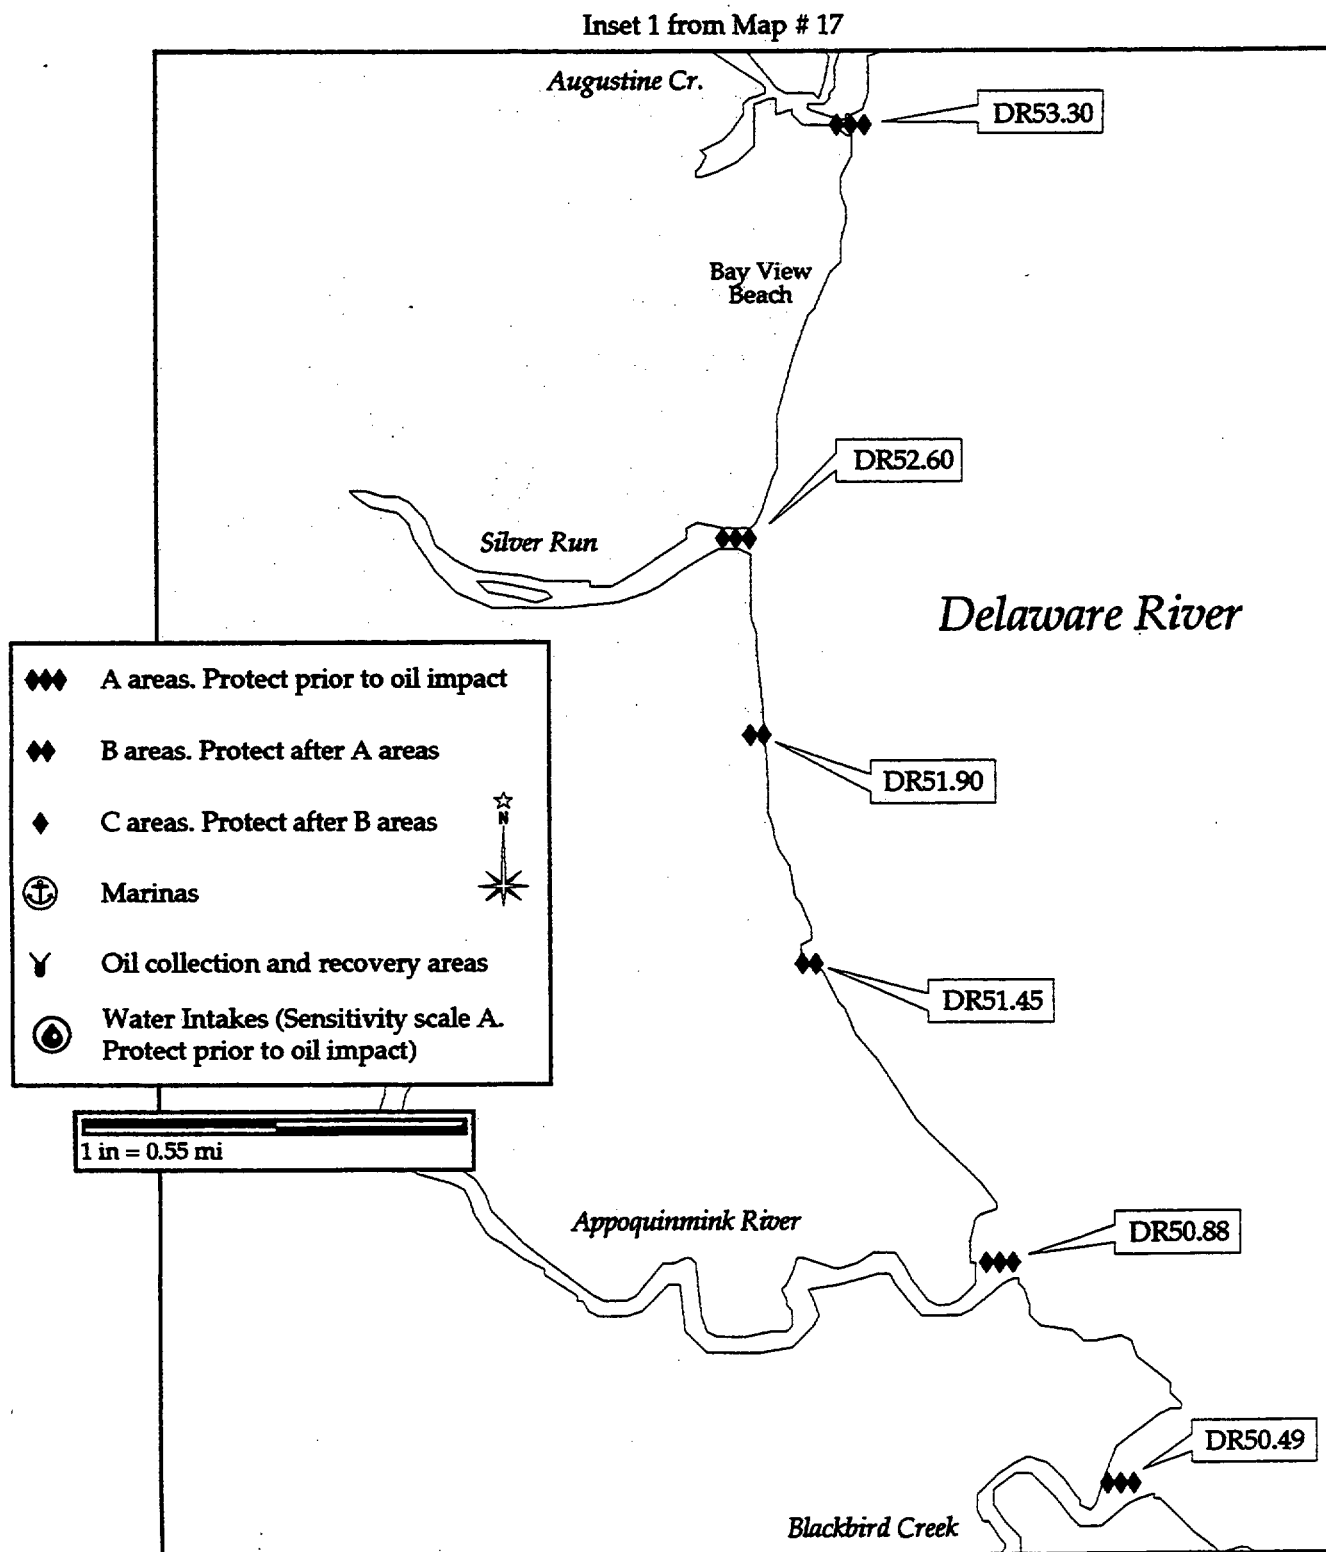 Inset 1 from Map # 17
Augustine Cr.
DR53.30
Bay View
Beach
DR52.60
Silver Run
Delaware River
A areas. Protect prior to oil impact
B areas. Protect after A areas
DR51.90
C areas. Protect after B areas
N
Marinas
Oil collection and recovery areas
DR51.45
Water Intakes (Sensitivity scale A.
Protect prior to oil impact)
1 in = 0.55 mi
Appoquinmink River
DR50.88
DR50.49
Blackbird Creek